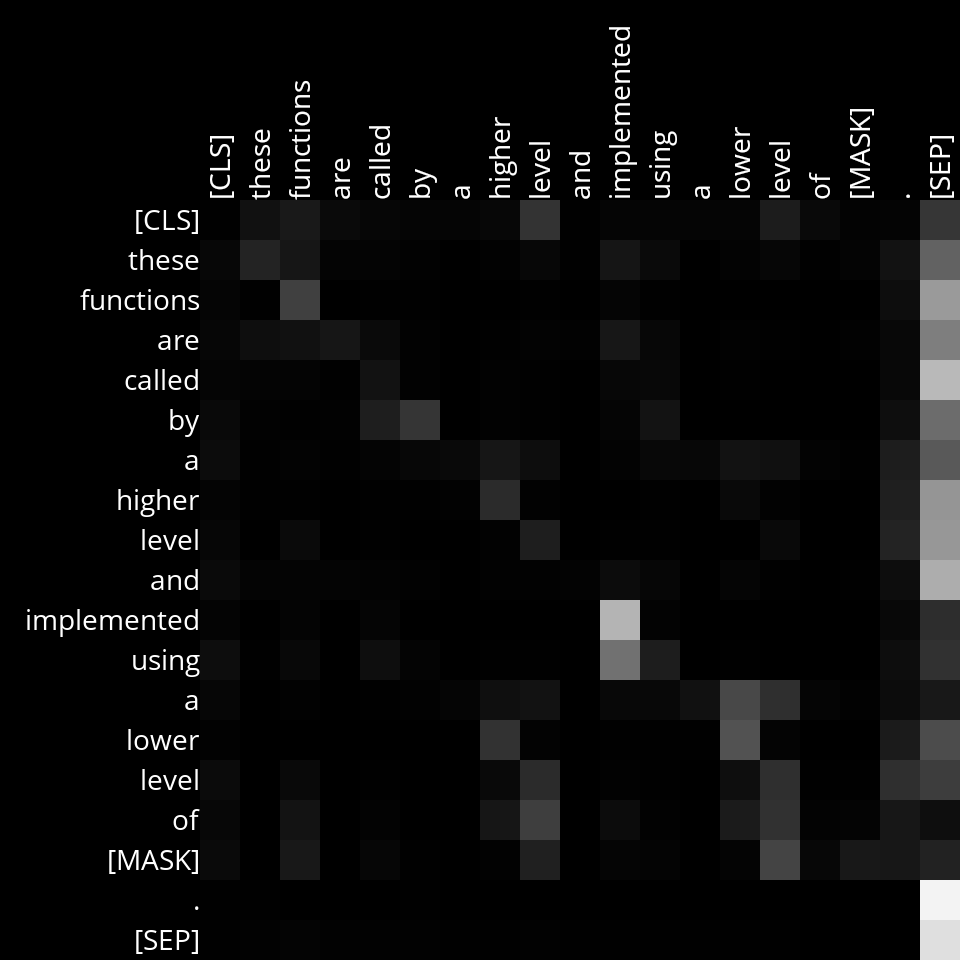 [CLS] these functions are called by a higher level and implemented using a lower level of [MASK] . [SEP]
[CLS]
these
functions
are
called
by
a
higher
level
and
implemented
using
a
lower
level
of
[MASK]
.
[SEP]